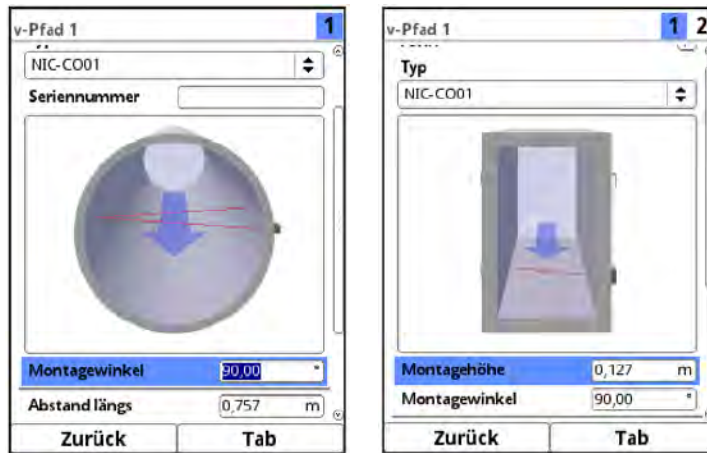 v-Pfad 1
1
NIC-CO01
Seriennummer
Montagewinkel 90,00 °
Abstand längs 0,757 m
Zurück Tab
v-Pfad 1
1 2
Typ
NIC-CO01
Montagehöhe 0,127 m
Montagewinkel 90,00 °
Zurück Tab